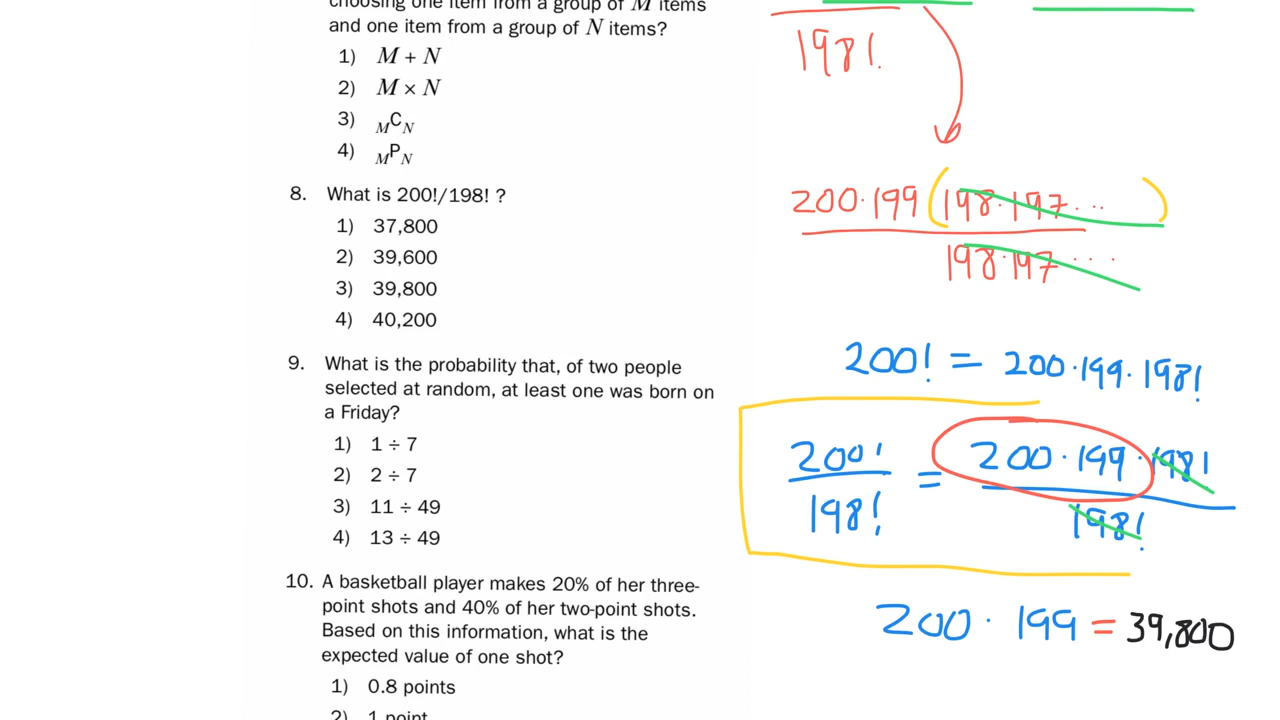 choosing one item from a group of M items
and one item from a group of N items?
1) M + N
2) M × N
3) MCN
4) MPN
8. What is 200!/198! ?
1) 37,800
2) 39,600
3) 39,800
4) 40,200
9. What is the probability that, of two people
selected at random, at least one was born on
a Friday?
1) 1 ÷ 7
2) 2 ÷ 7
3) 11 ÷ 49
4) 13 ÷ 49
10. A basketball player makes 20% of her three-
point shots and 40% of her two-point shots.
Based on this information, what is the
expected value of one shot?
1) 0.8 points
2) 1 point
198!
200·199(198·197···)
198·197···
200! = 200·199·198!
200! = 200·199·198!
198! 198!
200·199 = 39,800